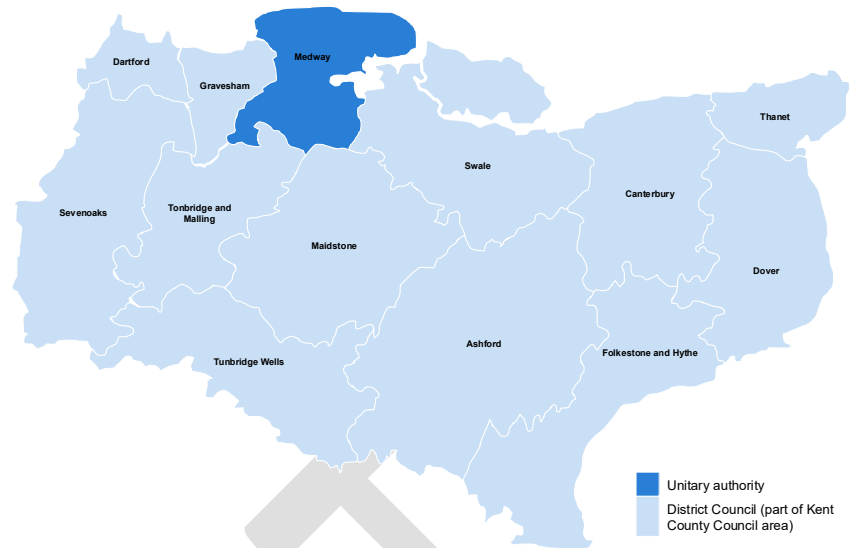 Medway
Dartford
Gravesham
Thanet
Swale
Canterbury
Sevenoaks
Tonbridge and
Malling
Maidstone
Dover
Ashford
Folkestone and Hythe
Tunbridge Wells
Unitary authority
District Council (part of Kent
County Council area)